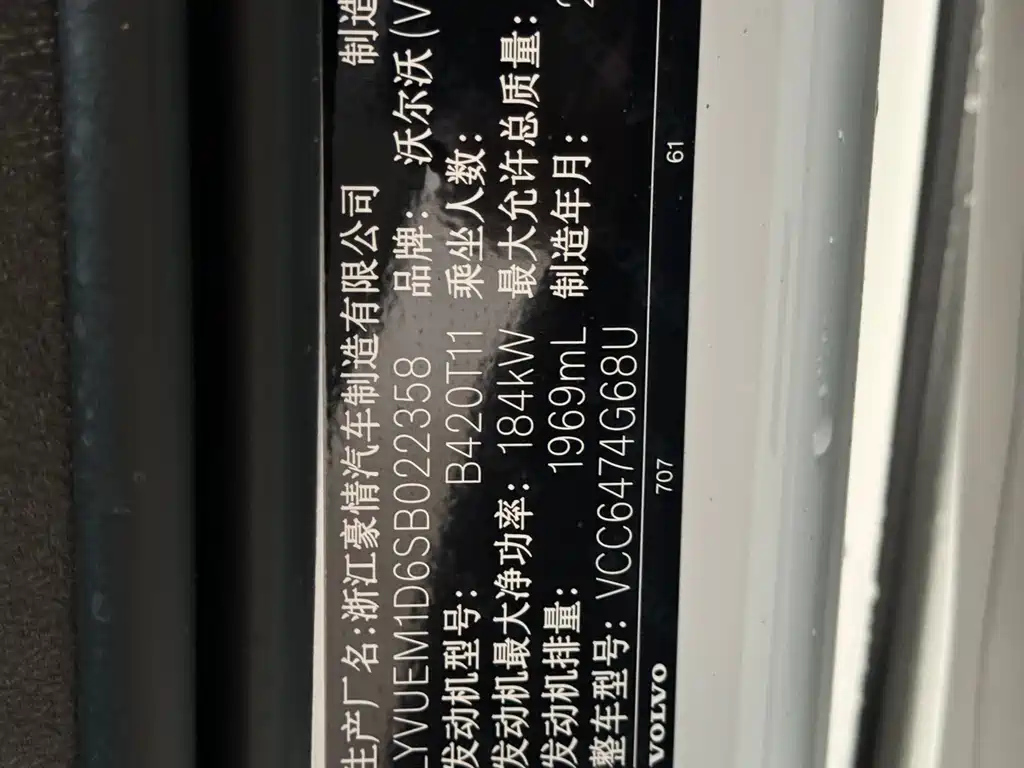 生产厂名:浙江豪情汽车制造有限公司 制造
LYVUEM1D6SB022358 品牌: 沃尔沃(V
发动机型号: B420T11 乘坐人数:
发动机最大净功率: 184kW 最大允许总质量:
发动机排量: 1969mL 制造年月:
整车型号: VCC6474G68U
VOLVO 707 61